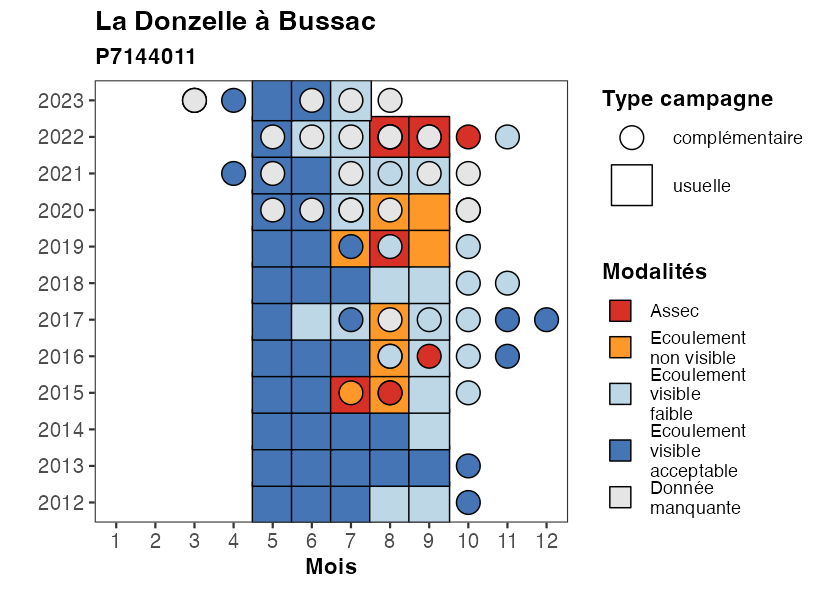 La Donzelle à Bussac
P7144011
2023
2022
2021
2020
2019
2018
2017
2016
2015
2014
2013
2012
1 2 3 4 5 6 7 8 9 10 11 12
Mois
Type campagne
complémentaire
usuelle
Modalités
Assec
Ecoulement
non visible
Ecoulement
visible
faible
Ecoulement
visible
acceptable
Donnée
manquante